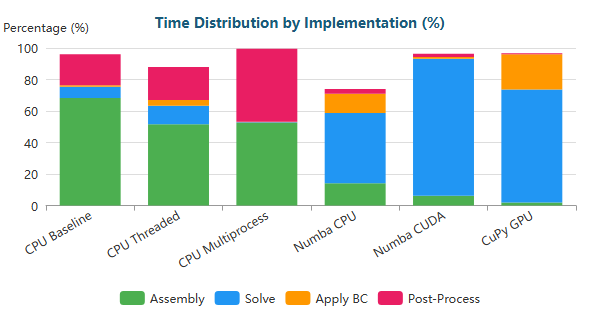 Time Distribution by Implementation (%)
Percentage (%)
100
80
60
40
20
0
CPU Baseline
CPU Threaded
CPU Multiprocess
Numba CPU
Numba CUDA
CuPy GPU
Assembly Solve Apply BC Post-Process